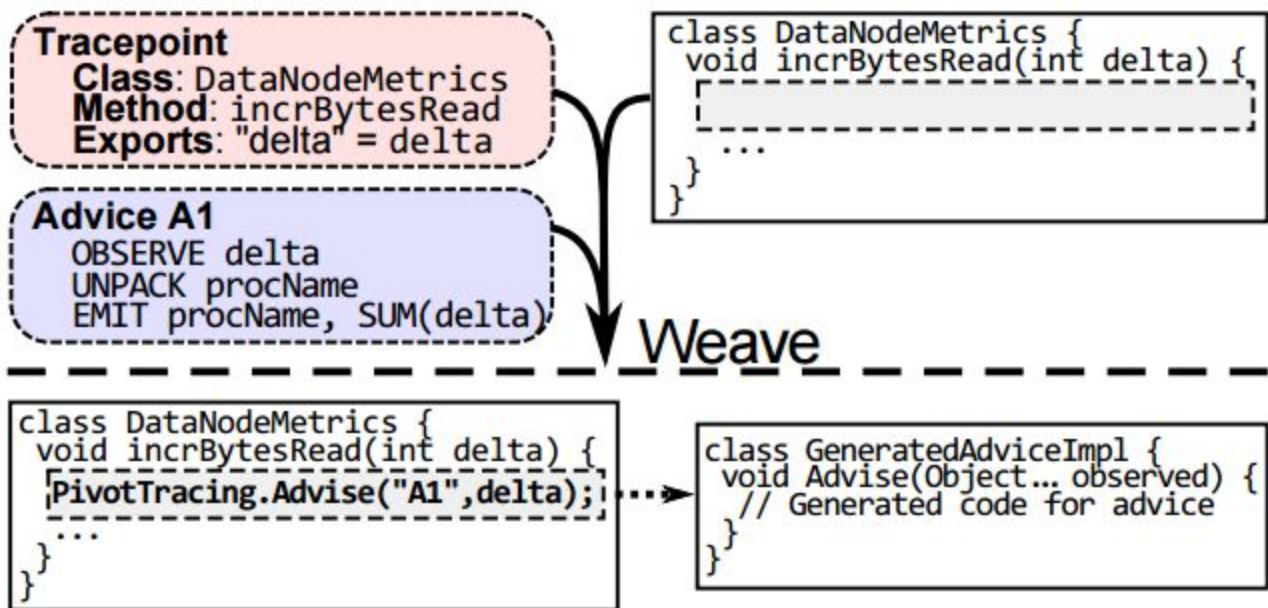 Tracepoint
Class: DataNodeMetrics
Method: incrBytesRead
Exports: "delta" = delta
Advice A1
OBSERVE delta
UNPACK procName
EMIT procName, SUM(delta)
class DataNodeMetrics {
void incrBytesRead(int delta) {
...
}
}
Weave
class DataNodeMetrics {
void incrBytesRead(int delta) {
PivotTracing.Advise("A1",delta);
...
}
}
class GeneratedAdviceImpl {
void Advise(Object... observed) {
// Generated code for advice
}
}